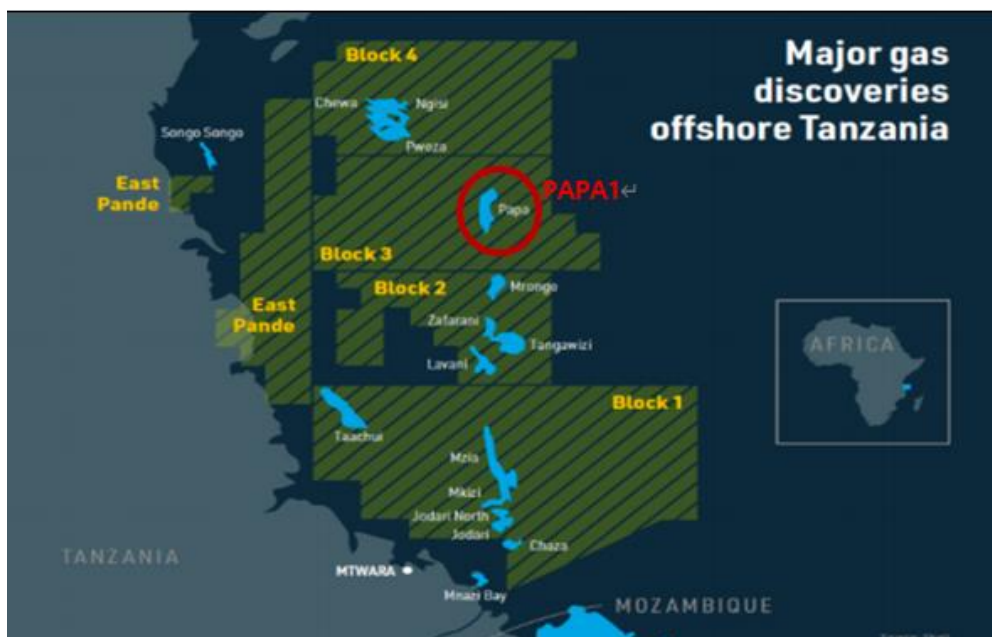 Major gas
discoveries
offshore Tanzania
Block 4
Chewa
Ngisi
Pweza
Songo Songo
East
Pande
PAPA1↵
Papa
Block 3
Block 2
Mronge
East
Pande
Zafarani
Tangawizi
Lavani
AFRICA
Block 1
Taachui
Mzia
Mkizi
Jodari North
Jodari
Chaza
TANZANIA
MTWARA
Mnazi Bay
MOZAMBIQUE